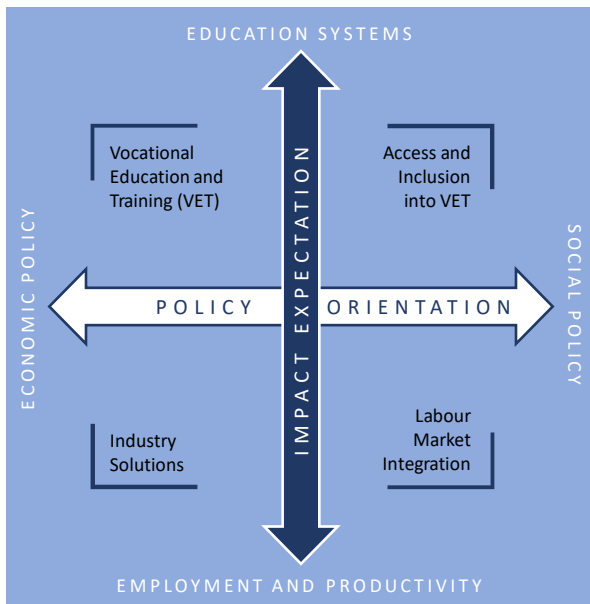 EDUCATION SYSTEMS
Vocational
Education and
Training (VET)
Access and
Inclusion
into VET
ECONOMIC POLICY
POLICY ORIENTATION
IMPACT EXPECTATION
SOCIAL POLICY
Industry
Solutions
Labour
Market
Integration
EMPLOYMENT AND PRODUCTIVITY